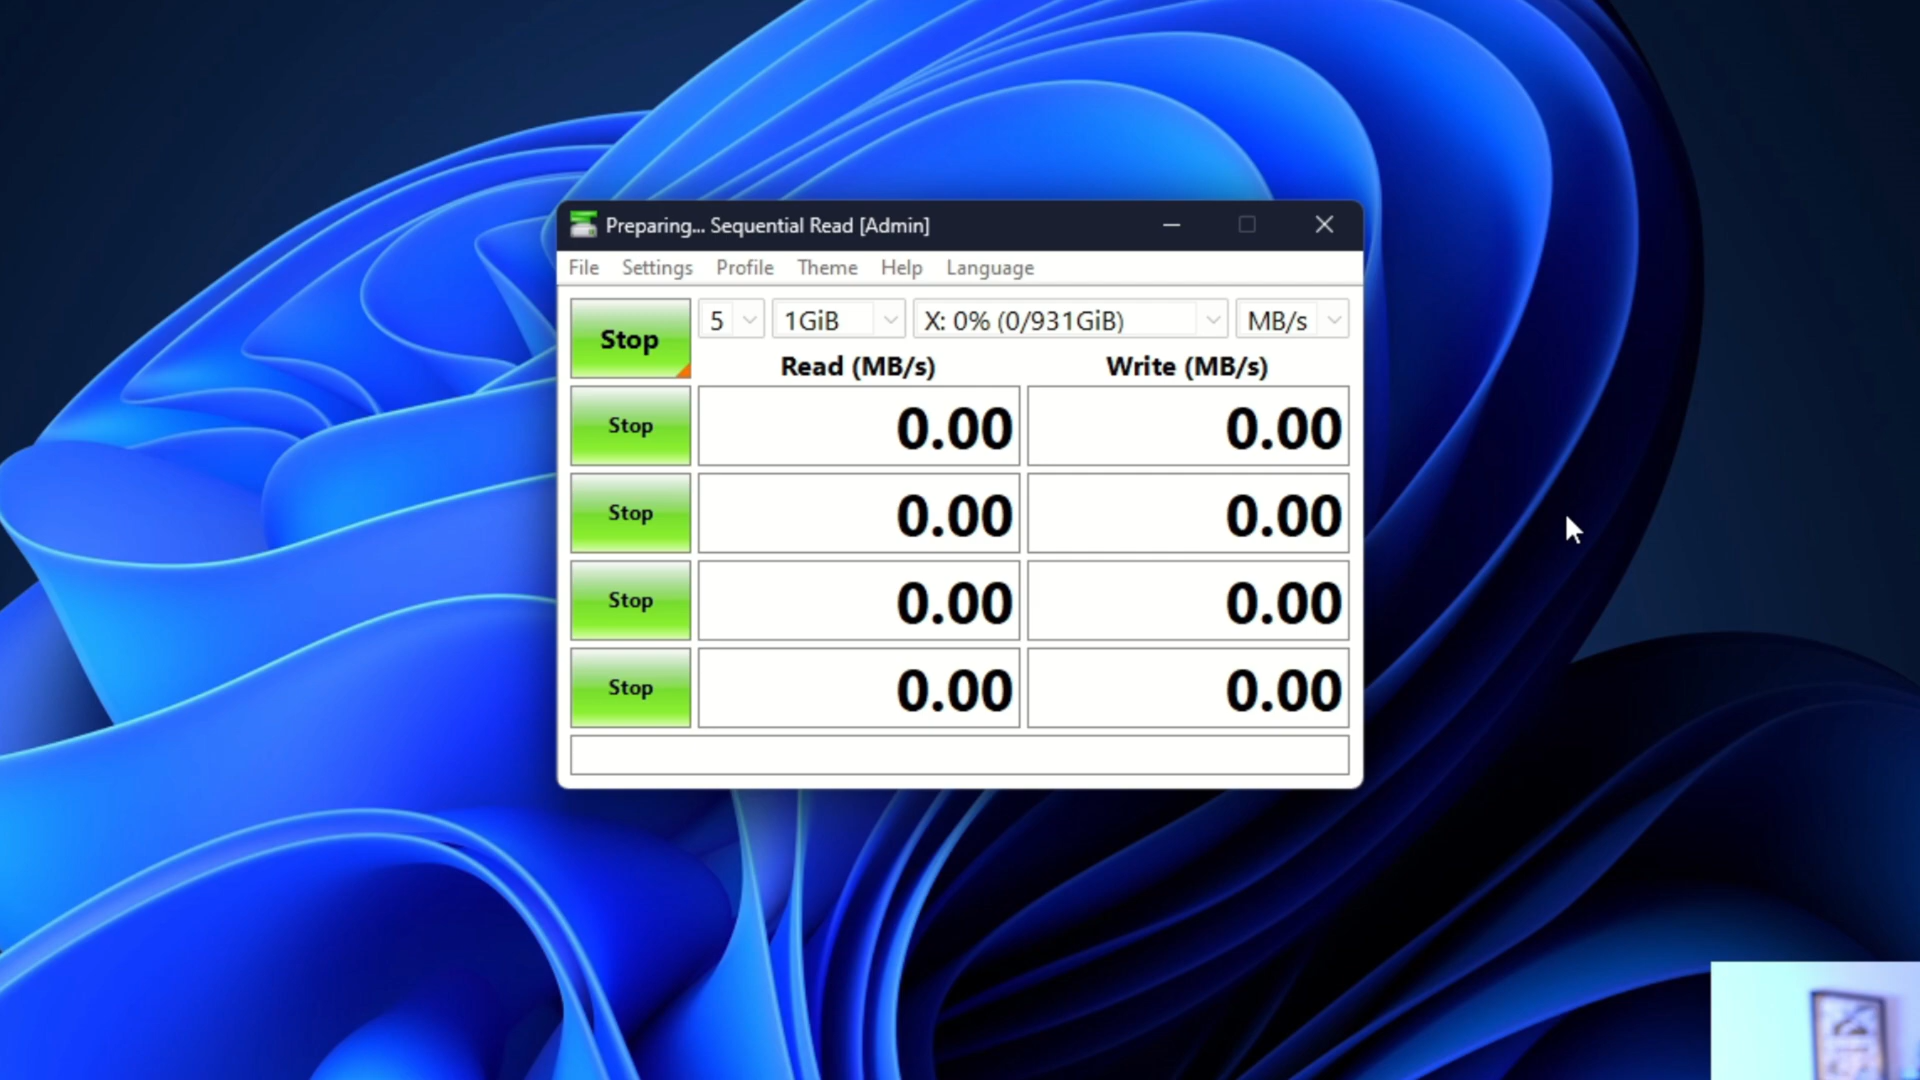 Preparing... Sequential Read [Admin]
File Settings Profile Theme Help Language
Stop 5 1GiB X: 0% (0/931GiB) MB/s
Read (MB/s) Write (MB/s)
Stop 0.00 0.00
Stop 0.00 0.00
Stop 0.00 0.00
Stop 0.00 0.00